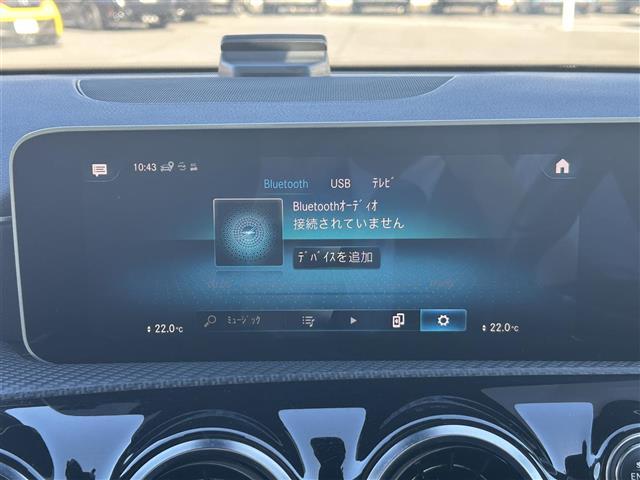 10:43
Bluetooth USB ﾃﾚﾋﾞ
Bluetoothｵｰﾃﾞｨｵ
接続されていません
ﾃﾞﾊﾞｲｽを追加
ﾐｭｰｼﾞｯｸ
22.0°C
22.0°C